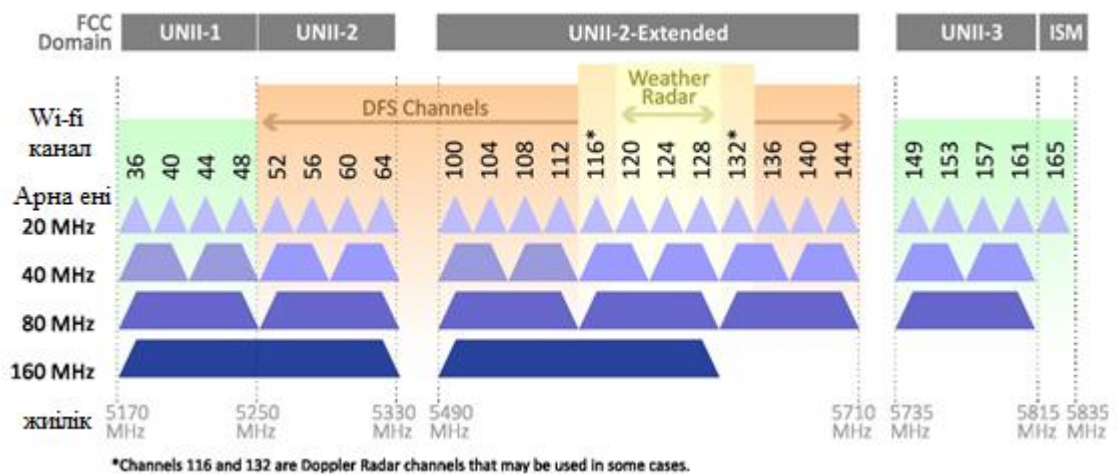 FCC Domain UNII-1 UNII-2 UNII-2-Extended UNII-3 ISM
Weather Radar
DFS Channels
Wi-fi канал 36 40 44 48 52 56 60 64 100 104 108 112 116* 120 124 128 132* 136 140 144 149 153 157 161 165
Арна ені
20 MHz
40 MHz
80 MHz
160 MHz
жиілік 5170 MHz 5250 MHz 5330 MHz 5490 MHz 5710 MHz 5735 MHz 5815 MHz 5835 MHz
*Channels 116 and 132 are Doppler Radar channels that may be used in some cases.